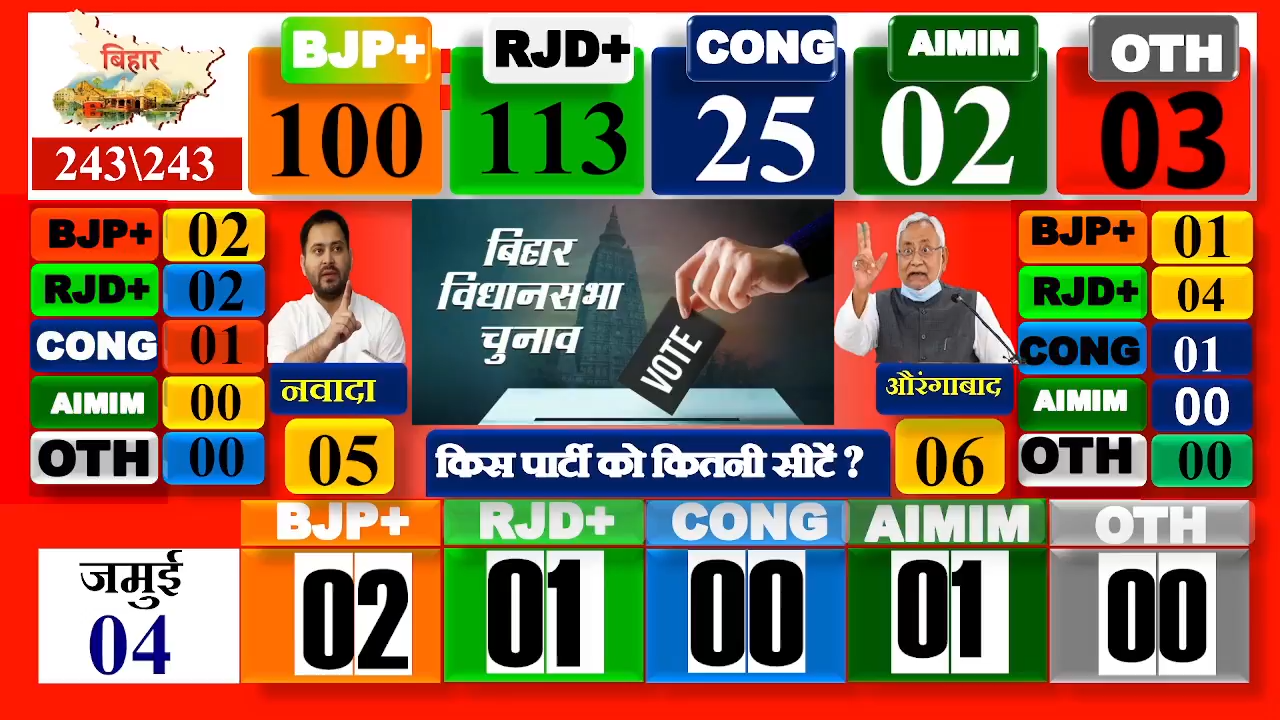 बिहार
243\243
BJP+
100
RJD+
113
CONG
25
AIMIM
02
OTH
03
BJP+ 02
RJD+ 02
CONG 01
AIMIM 00
OTH 00
नवादा
05
बिहार
विधानसभा
चुनाव
VOTE
किस पार्टी को कितनी सीटें ?
औरंगाबाद
06
BJP+ 01
RJD+ 04
CONG 01
AIMIM 00
OTH 00
BJP+ RJD+ CONG AIMIM OTH
जमुई
04
02 01 00 01 00